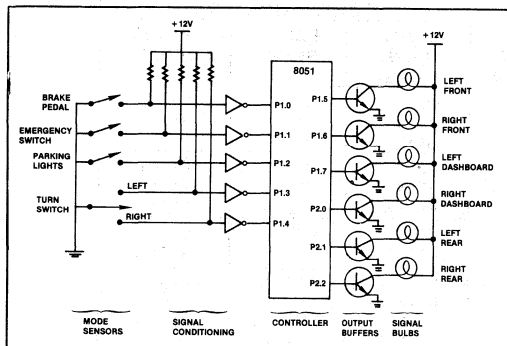 + 12V
+ 12V
8051
BRAKE
PEDAL
P1.0
P1.5
LEFT
FRONT
EMERGENCY
SWITCH
P1.1
P1.6
RIGHT
FRONT
PARKING
LIGHTS
P1.2
P1.7
LEFT
DASHBOARD
LEFT
P1.3
P2.0
RIGHT
DASHBOARD
TURN
SWITCH
RIGHT
P1.4
P2.1
LEFT
REAR
P2.2
RIGHT
REAR
MODE
SENSORS
SIGNAL
CONDITIONING
CONTROLLER
OUTPUT
BUFFERS
SIGNAL
BULBS